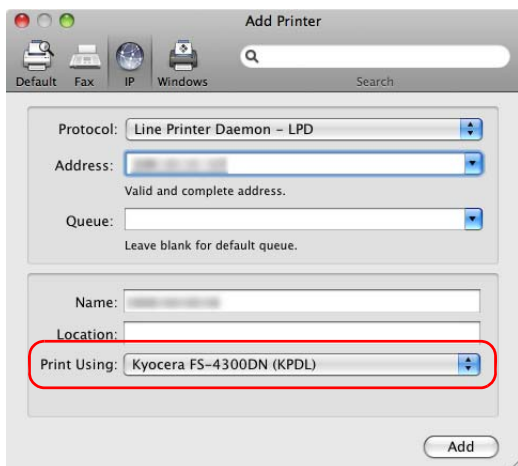 Add Printer
Default Fax IP Windows Search
Protocol: Line Printer Daemon – LPD
Address:
Valid and complete address.
Queue:
Leave blank for default queue.
Name:
Location:
Print Using: Kyocera FS-4300DN (KPDL)
Add